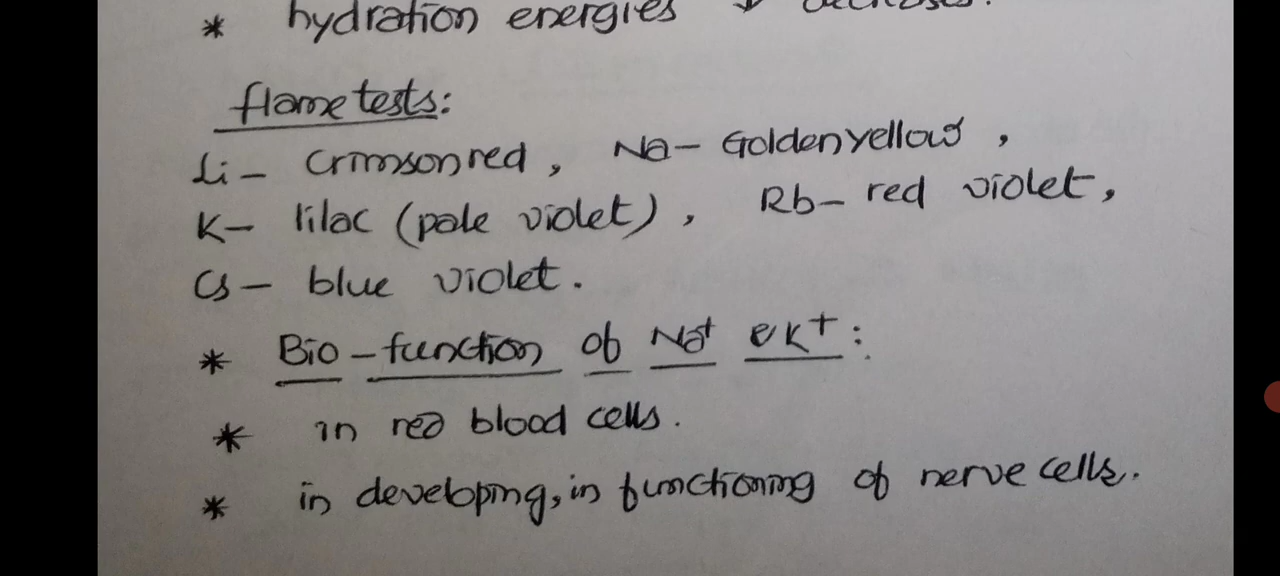 * hydration energies ↓ decreases.
flame tests:
Li - Crimson red, Na - Golden yellow,
K - lilac (pale violet), Rb - red violet,
Cs - blue violet.
* Bio-function of Na+ & K+:
* in red blood cells.
* in developing, in functioning of nerve cells.